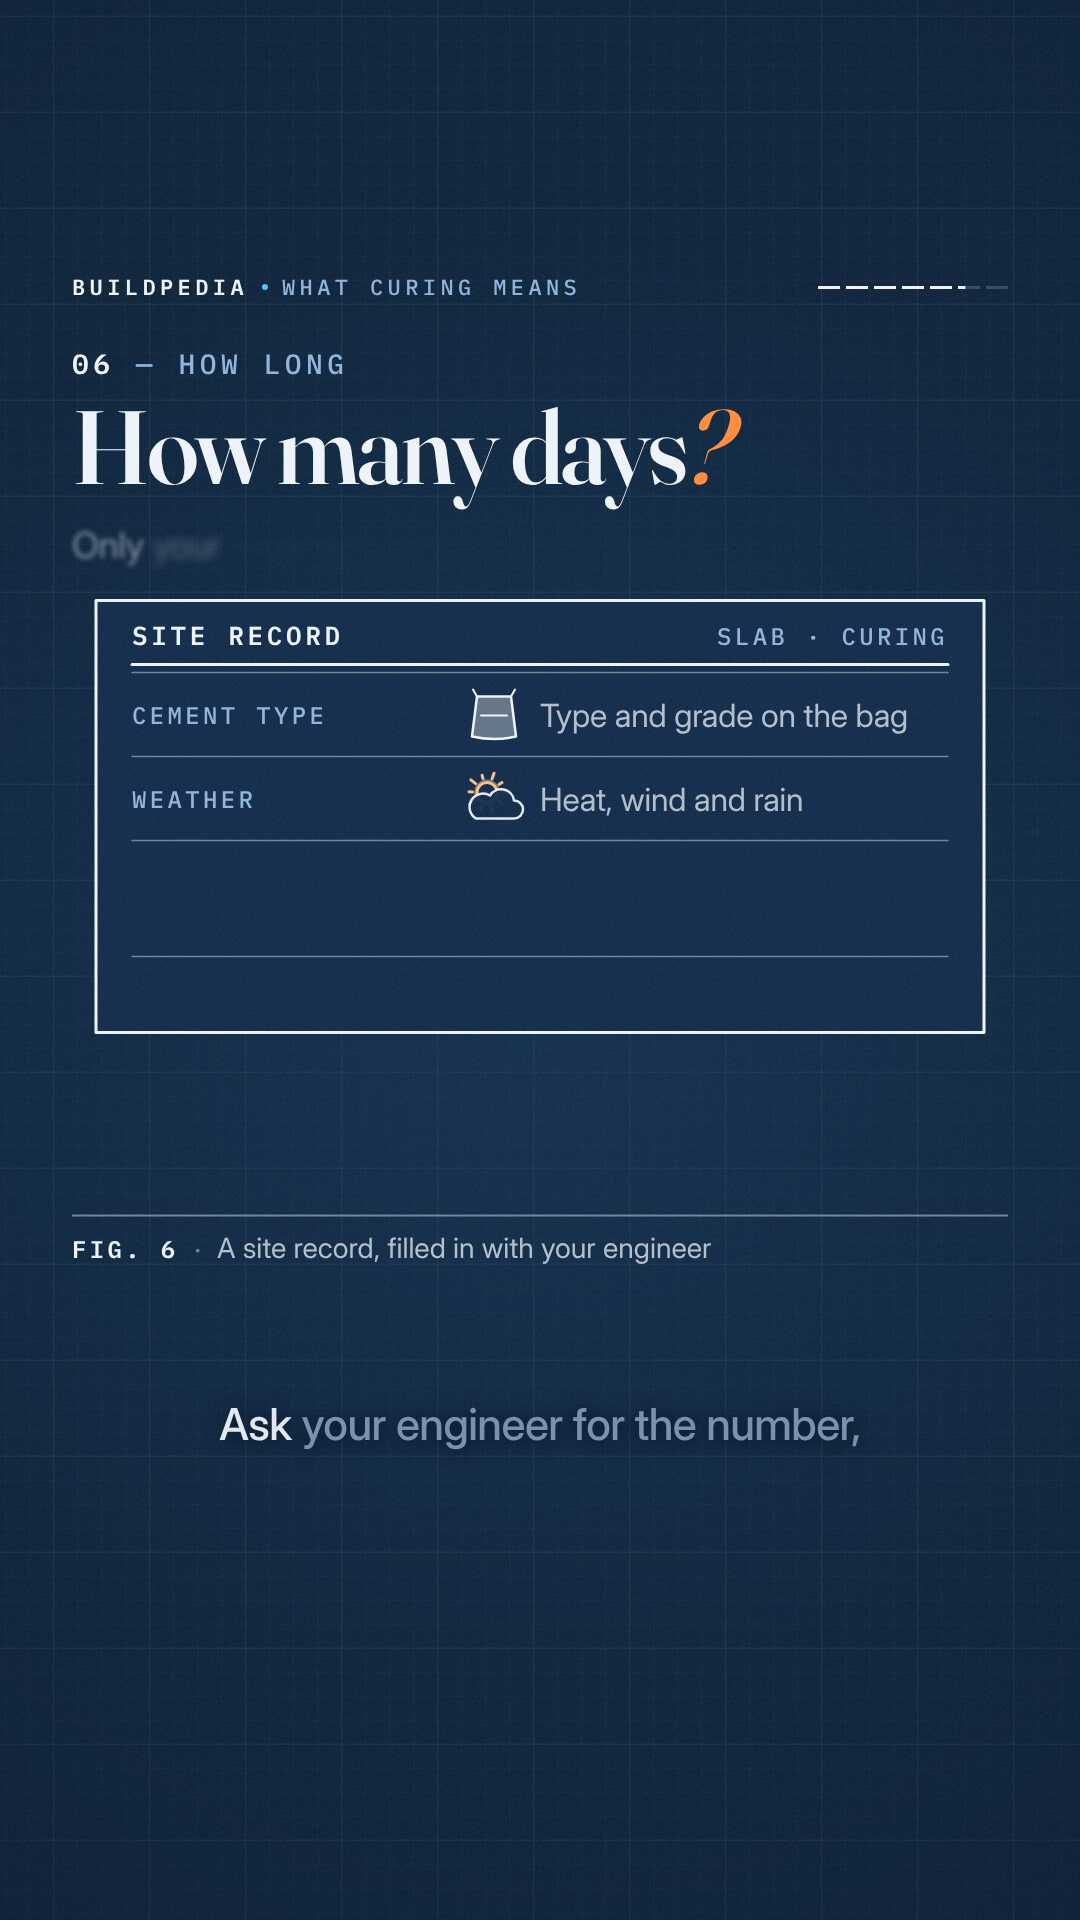 BUILDPEDIA • WHAT CURING MEANS
06 — HOW LONG
How many days?
Only your
SITE RECORD SLAB · CURING
CEMENT TYPE Type and grade on the bag
WEATHER Heat, wind and rain
FIG. 6 · A site record, filled in with your engineer
Ask your engineer for the number,